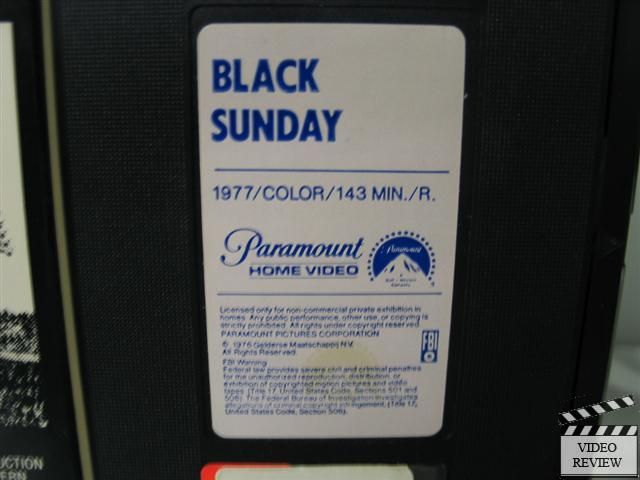 BLACK
SUNDAY
1977/COLOR/143 MIN./R.
Paramount
HOME VIDEO
Paramount
A Gulf + Western
Company
Licensed only for non-commercial private exhibition in
homes. Any public performance, other use, or copying is
strictly prohibited. All rights under copyright reserved.
PARAMOUNT PICTURES CORPORATION
© 1976 Gelderse Maatschappij N.V.
All Rights Reserved.
FBI Warning
Federal law provides severe civil and criminal penalties
for the unauthorized reproduction, distribution, or
exhibition of copyrighted motion pictures and video
tapes. (Title 17, United States Code, Sections 501 and
506). The Federal Bureau of Investigation investigates
allegations of criminal copyright infringement. (Title 17,
United States Code, Section 506).
FBI
UCTION
ERN
VIDEO
REVIEW